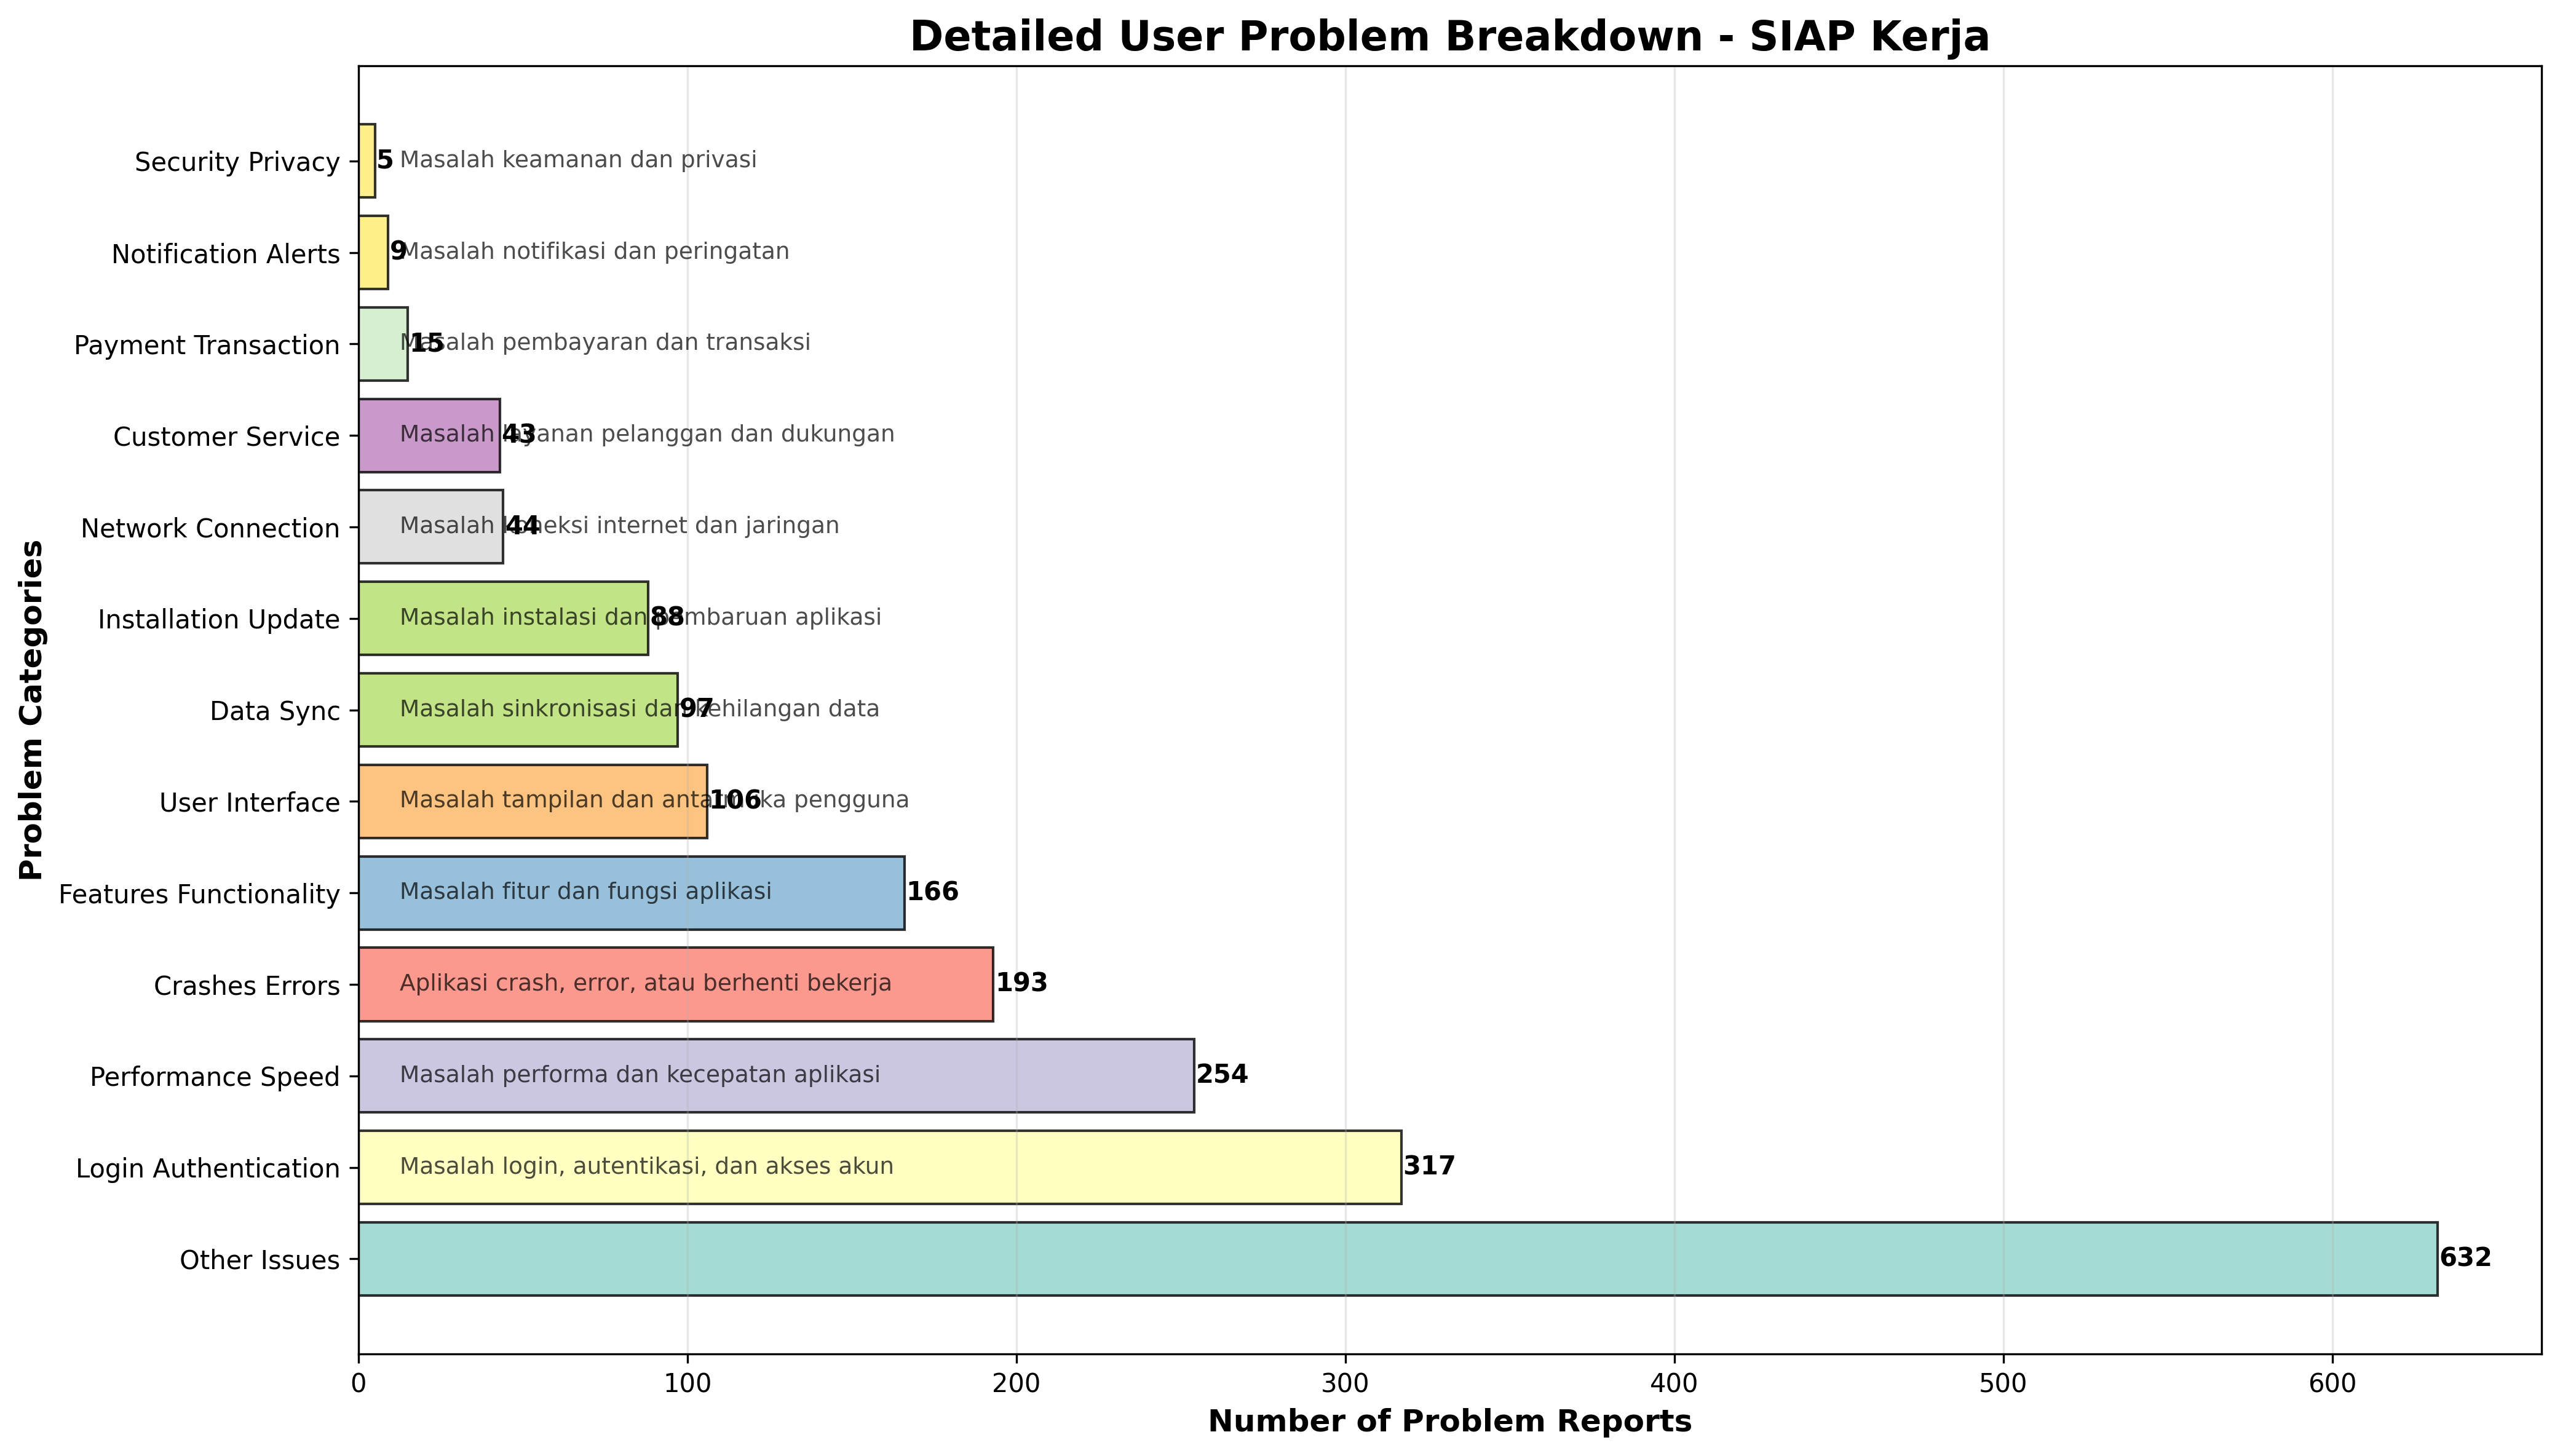 Detailed User Problem Breakdown - SIAP Kerja
Problem Categories
Security Privacy
5
Masalah keamanan dan privasi
Notification Alerts
9
Masalah notifikasi dan peringatan
Payment Transaction
15
Masalah pembayaran dan transaksi
Customer Service
43
Masalah layanan pelanggan dan dukungan
Network Connection
44
Masalah koneksi internet dan jaringan
Installation Update
88
Masalah instalasi dan pembaruan aplikasi
Data Sync
97
Masalah sinkronisasi dan kehilangan data
User Interface
106
Masalah tampilan dan antarmuka pengguna
Features Functionality
Masalah fitur dan fungsi aplikasi
166
Crashes Errors
Aplikasi crash, error, atau berhenti bekerja
193
Performance Speed
Masalah performa dan kecepatan aplikasi
254
Login Authentication
Masalah login, autentikasi, dan akses akun
317
Other Issues
632
0 100 200 300 400 500 600
Number of Problem Reports